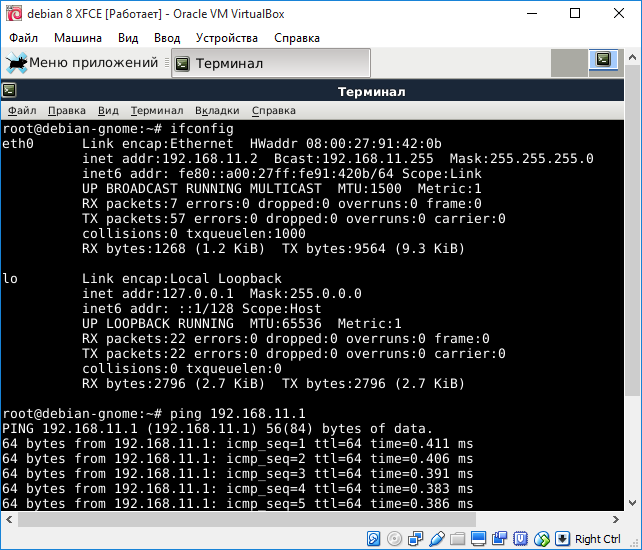 debian 8 XFCE [Работает] - Oracle VM VirtualBox
Файл Машина Вид Ввод Устройства Справка
Меню приложений Терминал
Терминал
Файл Правка Вид Терминал Вкладки Справка
root@debian-gnome:~# ifconfig
eth0 Link encap:Ethernet HWaddr 08:00:27:91:42:0b
inet addr:192.168.11.2 Bcast:192.168.11.255 Mask:255.255.255.0
inet6 addr: fe80::a00:27ff:fe91:420b/64 Scope:Link
UP BROADCAST RUNNING MULTICAST MTU:1500 Metric:1
RX packets:7 errors:0 dropped:0 overruns:0 frame:0
TX packets:57 errors:0 dropped:0 overruns:0 carrier:0
collisions:0 txqueuelen:1000
RX bytes:1268 (1.2 KiB) TX bytes:9564 (9.3 KiB)
lo Link encap:Local Loopback
inet addr:127.0.0.1 Mask:255.0.0.0
inet6 addr: ::1/128 Scope:Host
UP LOOPBACK RUNNING MTU:65536 Metric:1
RX packets:22 errors:0 dropped:0 overruns:0 frame:0
TX packets:22 errors:0 dropped:0 overruns:0 carrier:0
collisions:0 txqueuelen:0
RX bytes:2796 (2.7 KiB) TX bytes:2796 (2.7 KiB)
root@debian-gnome:~# ping 192.168.11.1
PING 192.168.11.1 (192.168.11.1) 56(84) bytes of data.
64 bytes from 192.168.11.1: icmp_seq=1 ttl=64 time=0.411 ms
64 bytes from 192.168.11.1: icmp_seq=2 ttl=64 time=0.406 ms
64 bytes from 192.168.11.1: icmp_seq=3 ttl=64 time=0.391 ms
64 bytes from 192.168.11.1: icmp_seq=4 ttl=64 time=0.383 ms
64 bytes from 192.168.11.1: icmp_seq=5 ttl=64 time=0.386 ms
Right Ctrl